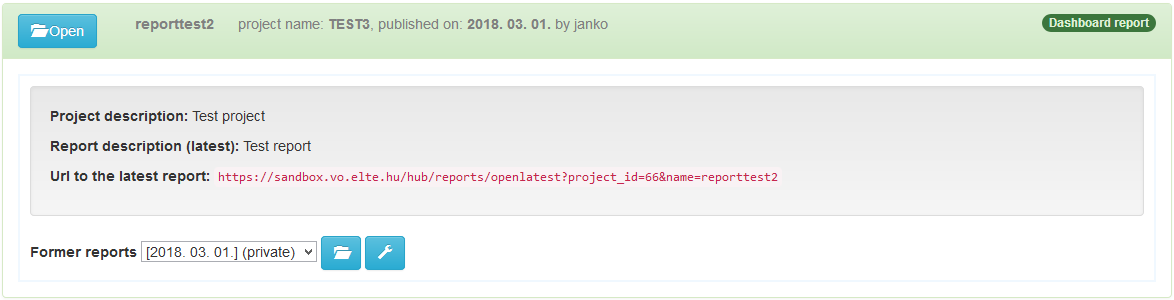 Open reporttest2 project name: TEST3, published on: 2018. 03. 01. by janko Dashboard report
Project description: Test project
Report description (latest): Test report
Url to the latest report: https://sandbox.vo.elte.hu/hub/reports/openlatest?project_id=66&name=reporttest2
Former reports [2018. 03. 01.] (private)